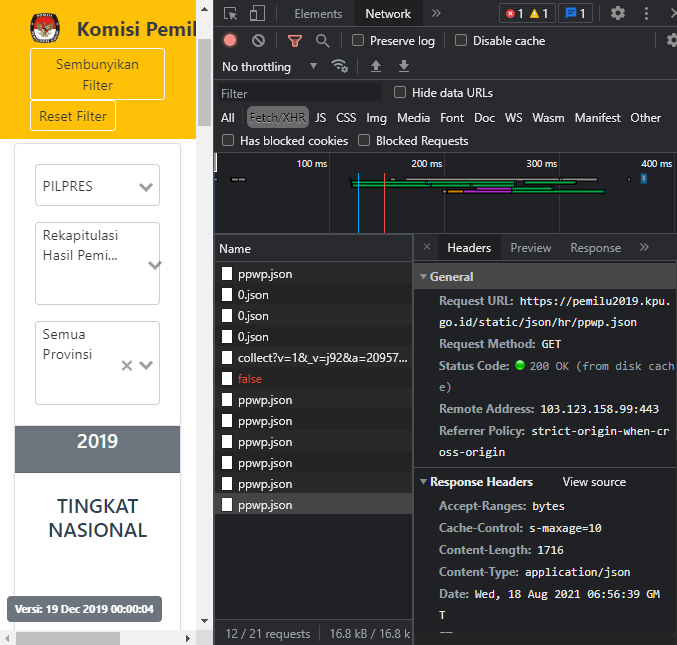 Komisi Pemil
Sembunyikan
Filter
Reset Filter
PILPRES
Rekapitulasi
Hasil Pemi...
Semua
Provinsi
2019
TINGKAT
NASIONAL
Versi: 19 Dec 2019 00:00:04
Elements Network 1 1 1
Preserve log Disable cache
No throttling
Filter Hide data URLs
All Fetch/XHR JS CSS Img Media Font Doc WS Wasm Manifest Other
Has blocked cookies Blocked Requests
100 ms 200 ms 300 ms 400 ms
Name
ppwp.json
0.json
0.json
0.json
collect?v=1&_v=j92&a=20957...
false
ppwp.json
ppwp.json
ppwp.json
ppwp.json
ppwp.json
ppwp.json
12 / 21 requests 16.8 kB / 16.8 k
Headers Preview Response
General
Request URL: https://pemilu2019.kpu.
go.id/static/json/hr/ppwp.json
Request Method: GET
Status Code: 200 OK (from disk cach
e)
Remote Address: 103.123.158.99:443
Referrer Policy: strict-origin-when-cr
oss-origin
Response Headers View source
Accept-Ranges: bytes
Cache-Control: s-maxage=10
Content-Length: 1716
Content-Type: application/json
Date: Wed, 18 Aug 2021 06:56:39 GM
T